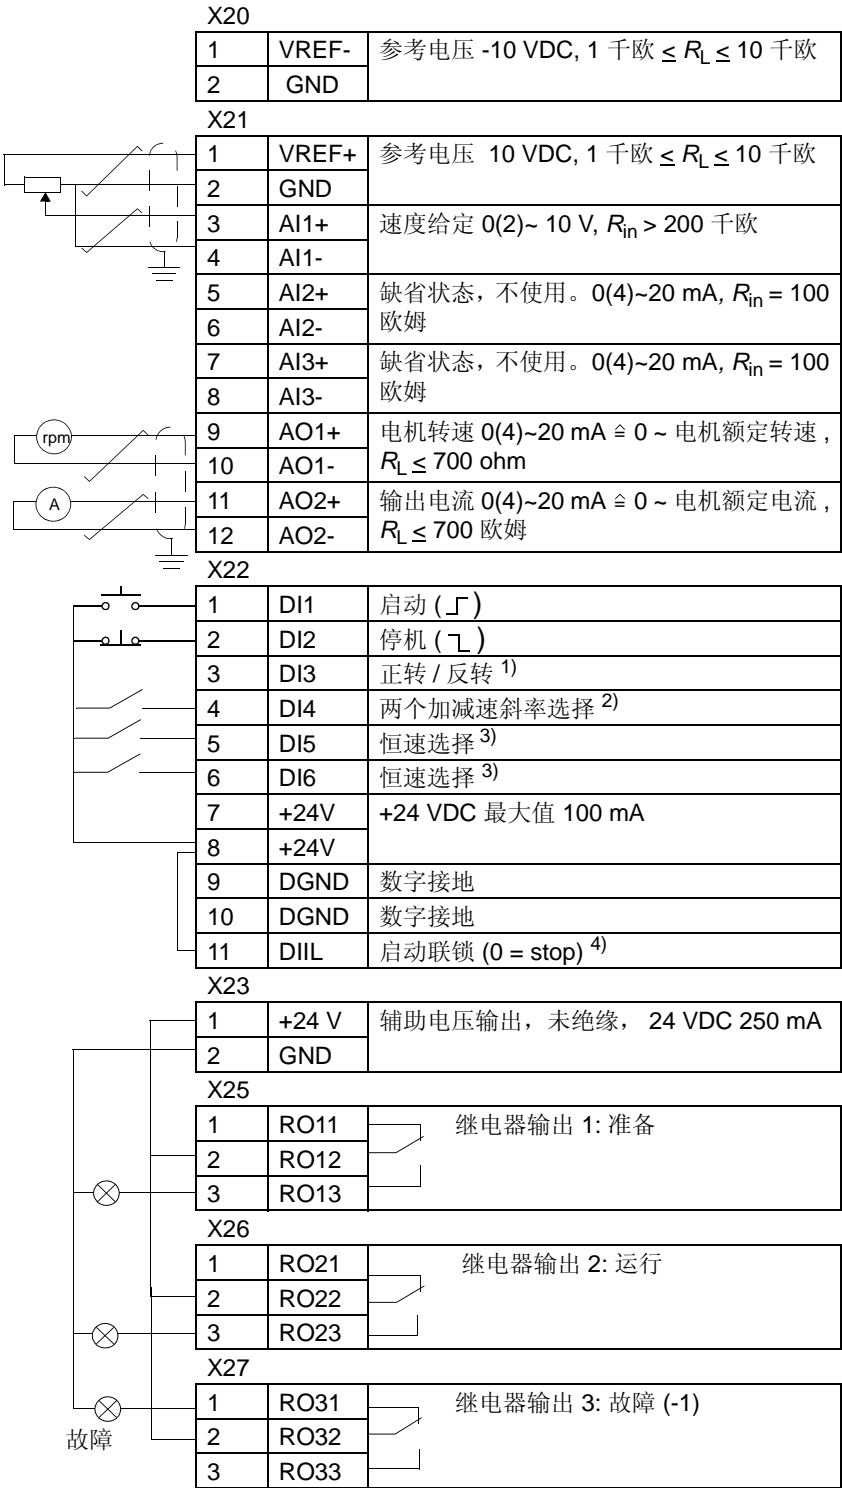 X20
1 VREF- 参考电压 -10 VDC, 1 千欧 ≤ RL ≤ 10 千欧
2 GND
X21
1 VREF+ 参考电压 10 VDC, 1 千欧 ≤ RL ≤ 10 千欧
2 GND
3 AI1+ 速度给定 0(2)~ 10 V, Rin > 200 千欧
4 AI1-
5 AI2+ 缺省状态，不使用。0(4)~20 mA, Rin = 100
6 AI2- 欧姆
7 AI3+ 缺省状态，不使用。0(4)~20 mA, Rin = 100
8 AI3- 欧姆
rpm 9 AO1+ 电机转速 0(4)~20 mA ≙ 0 ~ 电机额定转速 ,
10 AO1- RL ≤ 700 ohm
A 11 AO2+ 输出电流 0(4)~20 mA ≙ 0 ~ 电机额定电流 ,
12 AO2- RL ≤ 700 欧姆
X22
1 DI1 启动 ( )
2 DI2 停机 ( )
3 DI3 正转 / 反转 1)
4 DI4 两个加减速斜率选择 2)
5 DI5 恒速选择 3)
6 DI6 恒速选择 3)
7 +24V +24 VDC 最大值 100 mA
8 +24V
9 DGND 数字接地
10 DGND 数字接地
11 DIIL 启动联锁 (0 = stop) 4)
X23
1 +24 V 辅助电压输出，未绝缘， 24 VDC 250 mA
2 GND
X25
1 RO11 继电器输出 1: 准备
2 RO12
3 RO13
X26
1 RO21 继电器输出 2: 运行
2 RO22
3 RO23
X27
1 RO31 继电器输出 3: 故障 (-1)
故障 2 RO32
3 RO33